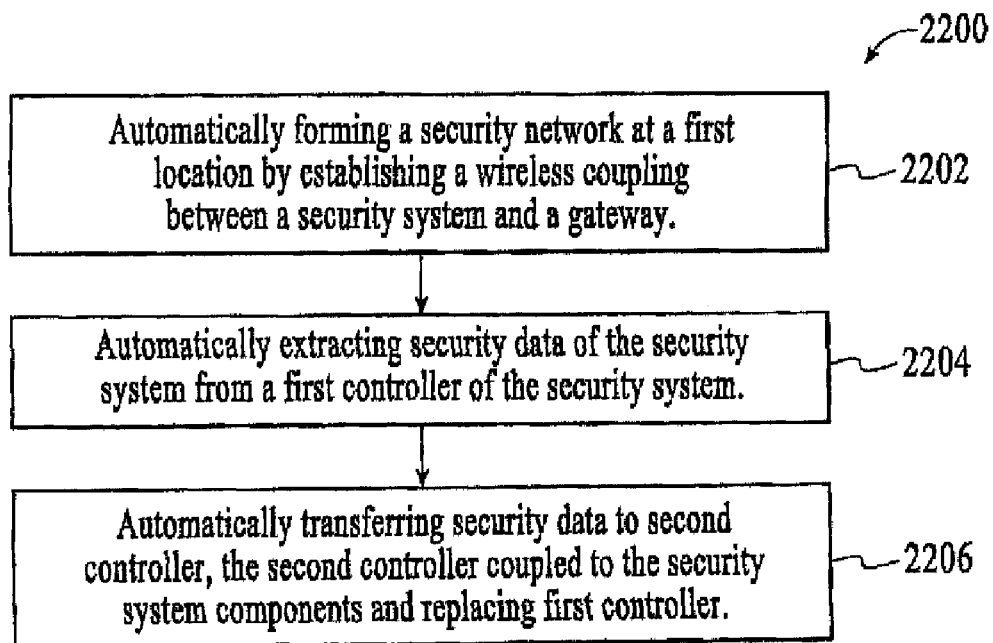 2200
Automatically forming a security network at a first
location by establishing a wireless coupling
between a security system and a gateway.
2202
Automatically extracting security data of the security
system from a first controller of the security system.
2204
Automatically transferring security data to second
controller, the second controller coupled to the security
system components and replacing first controller.
2206